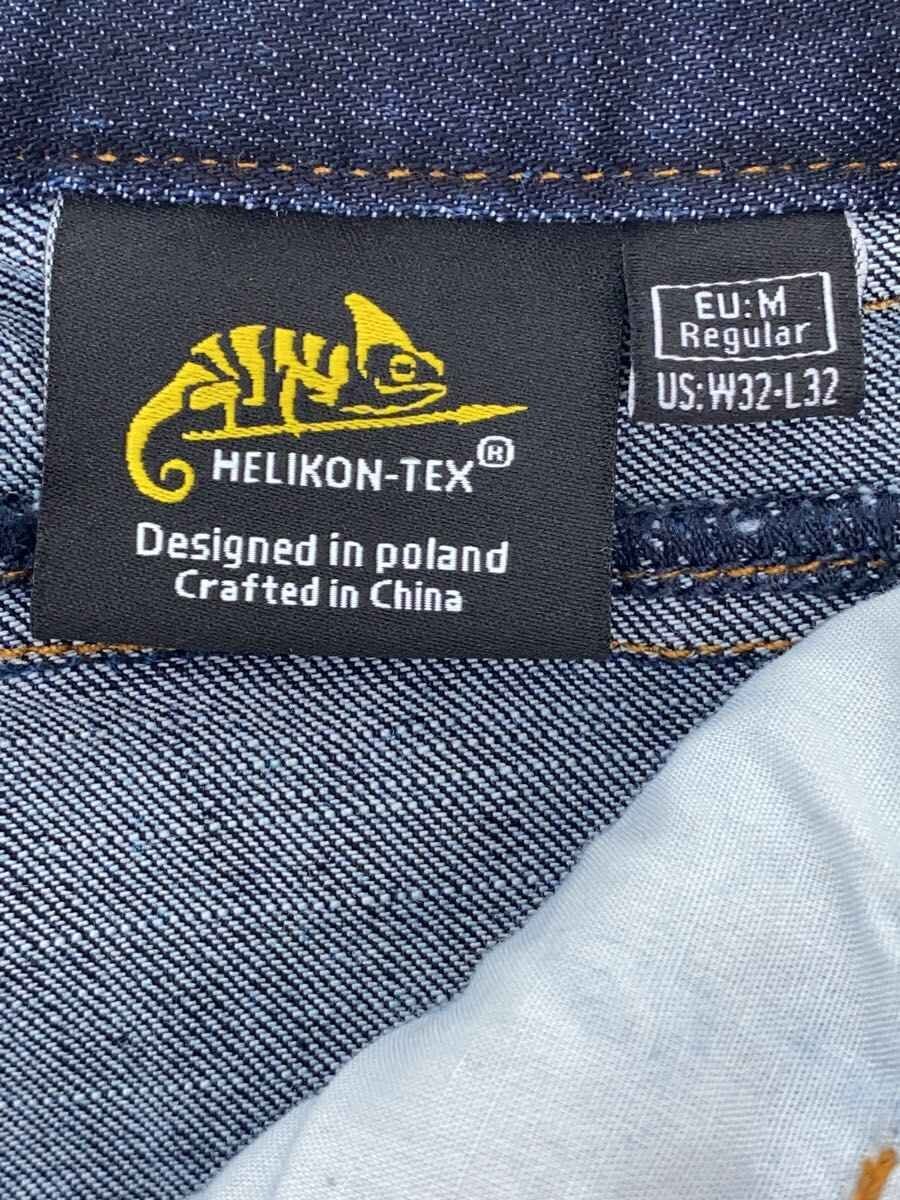 HELIKON-TEX®
Designed in poland
Crafted in China
EU:M
Regular
US:W32-L32